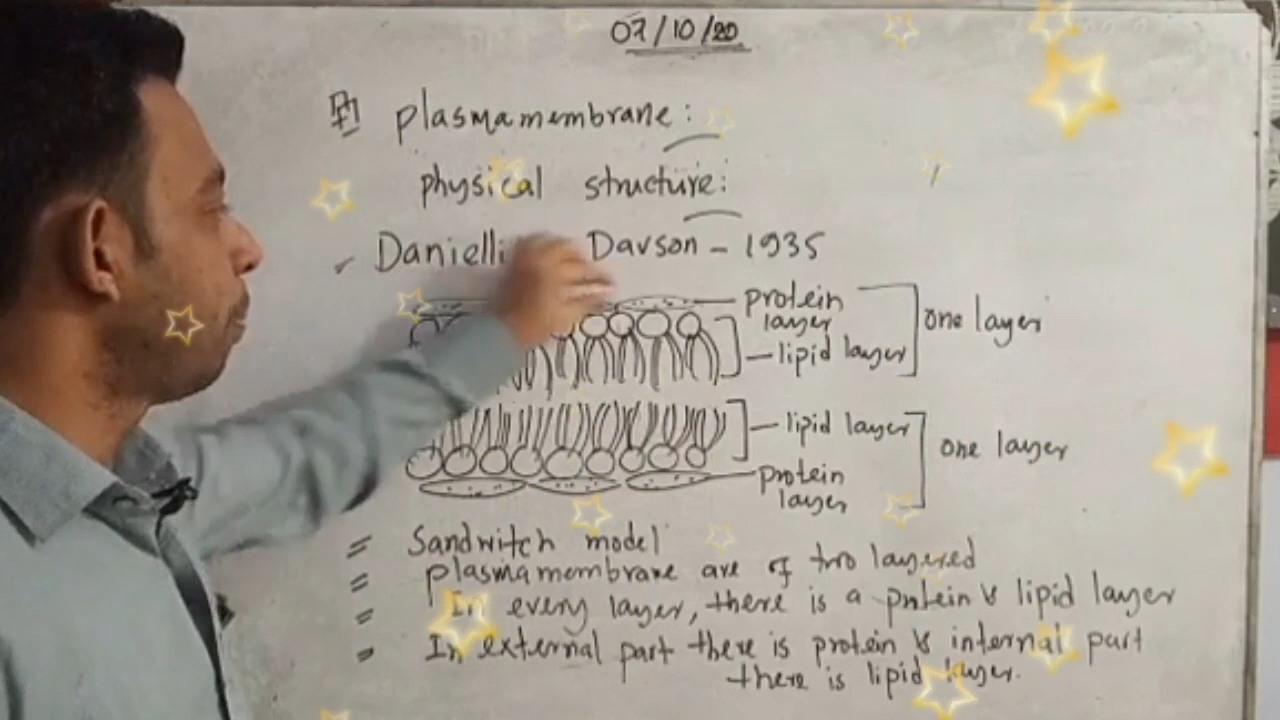 07/10/20
plasmamembrane:
physical structure:
Danielli Davson - 1935
protein layer
lipid layer
one layer
lipid layer
protein layer
one layer
Sandwitch model
plasmamembrane are of two layered
In every layer, there is a protein & lipid layer
In external part there is protein & internal part
there is lipid layer.